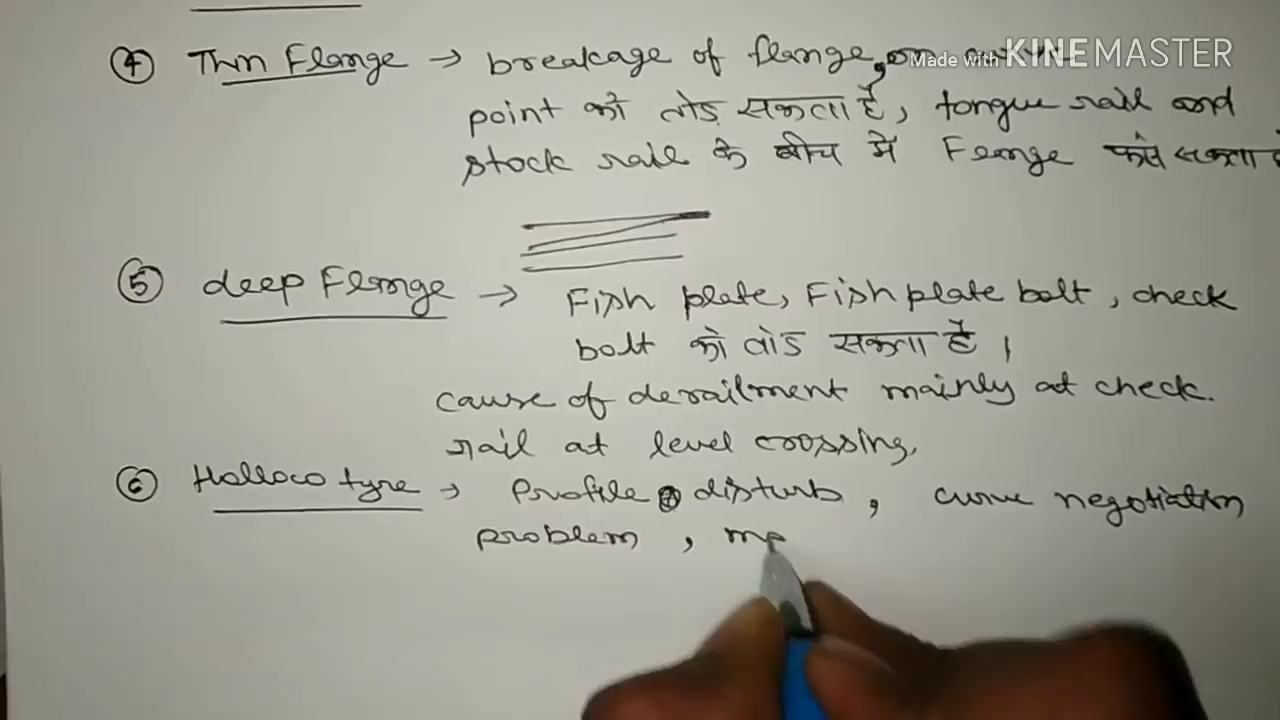 ④ Thin Flange → breakage of flange, on
Made with KINEMASTER
point को तोड़ सकता है, tongue rail and
stock rail के बीच में Flange फंस सकता
⑤ deep Flange → Fish plate, Fish plate bolt, check
bolt को तोड सकता है ।
cause of derailment mainly at check.
rail at level crossing,
⑥ Hollow tyre → Profile disturb, curve negotiation
problem,